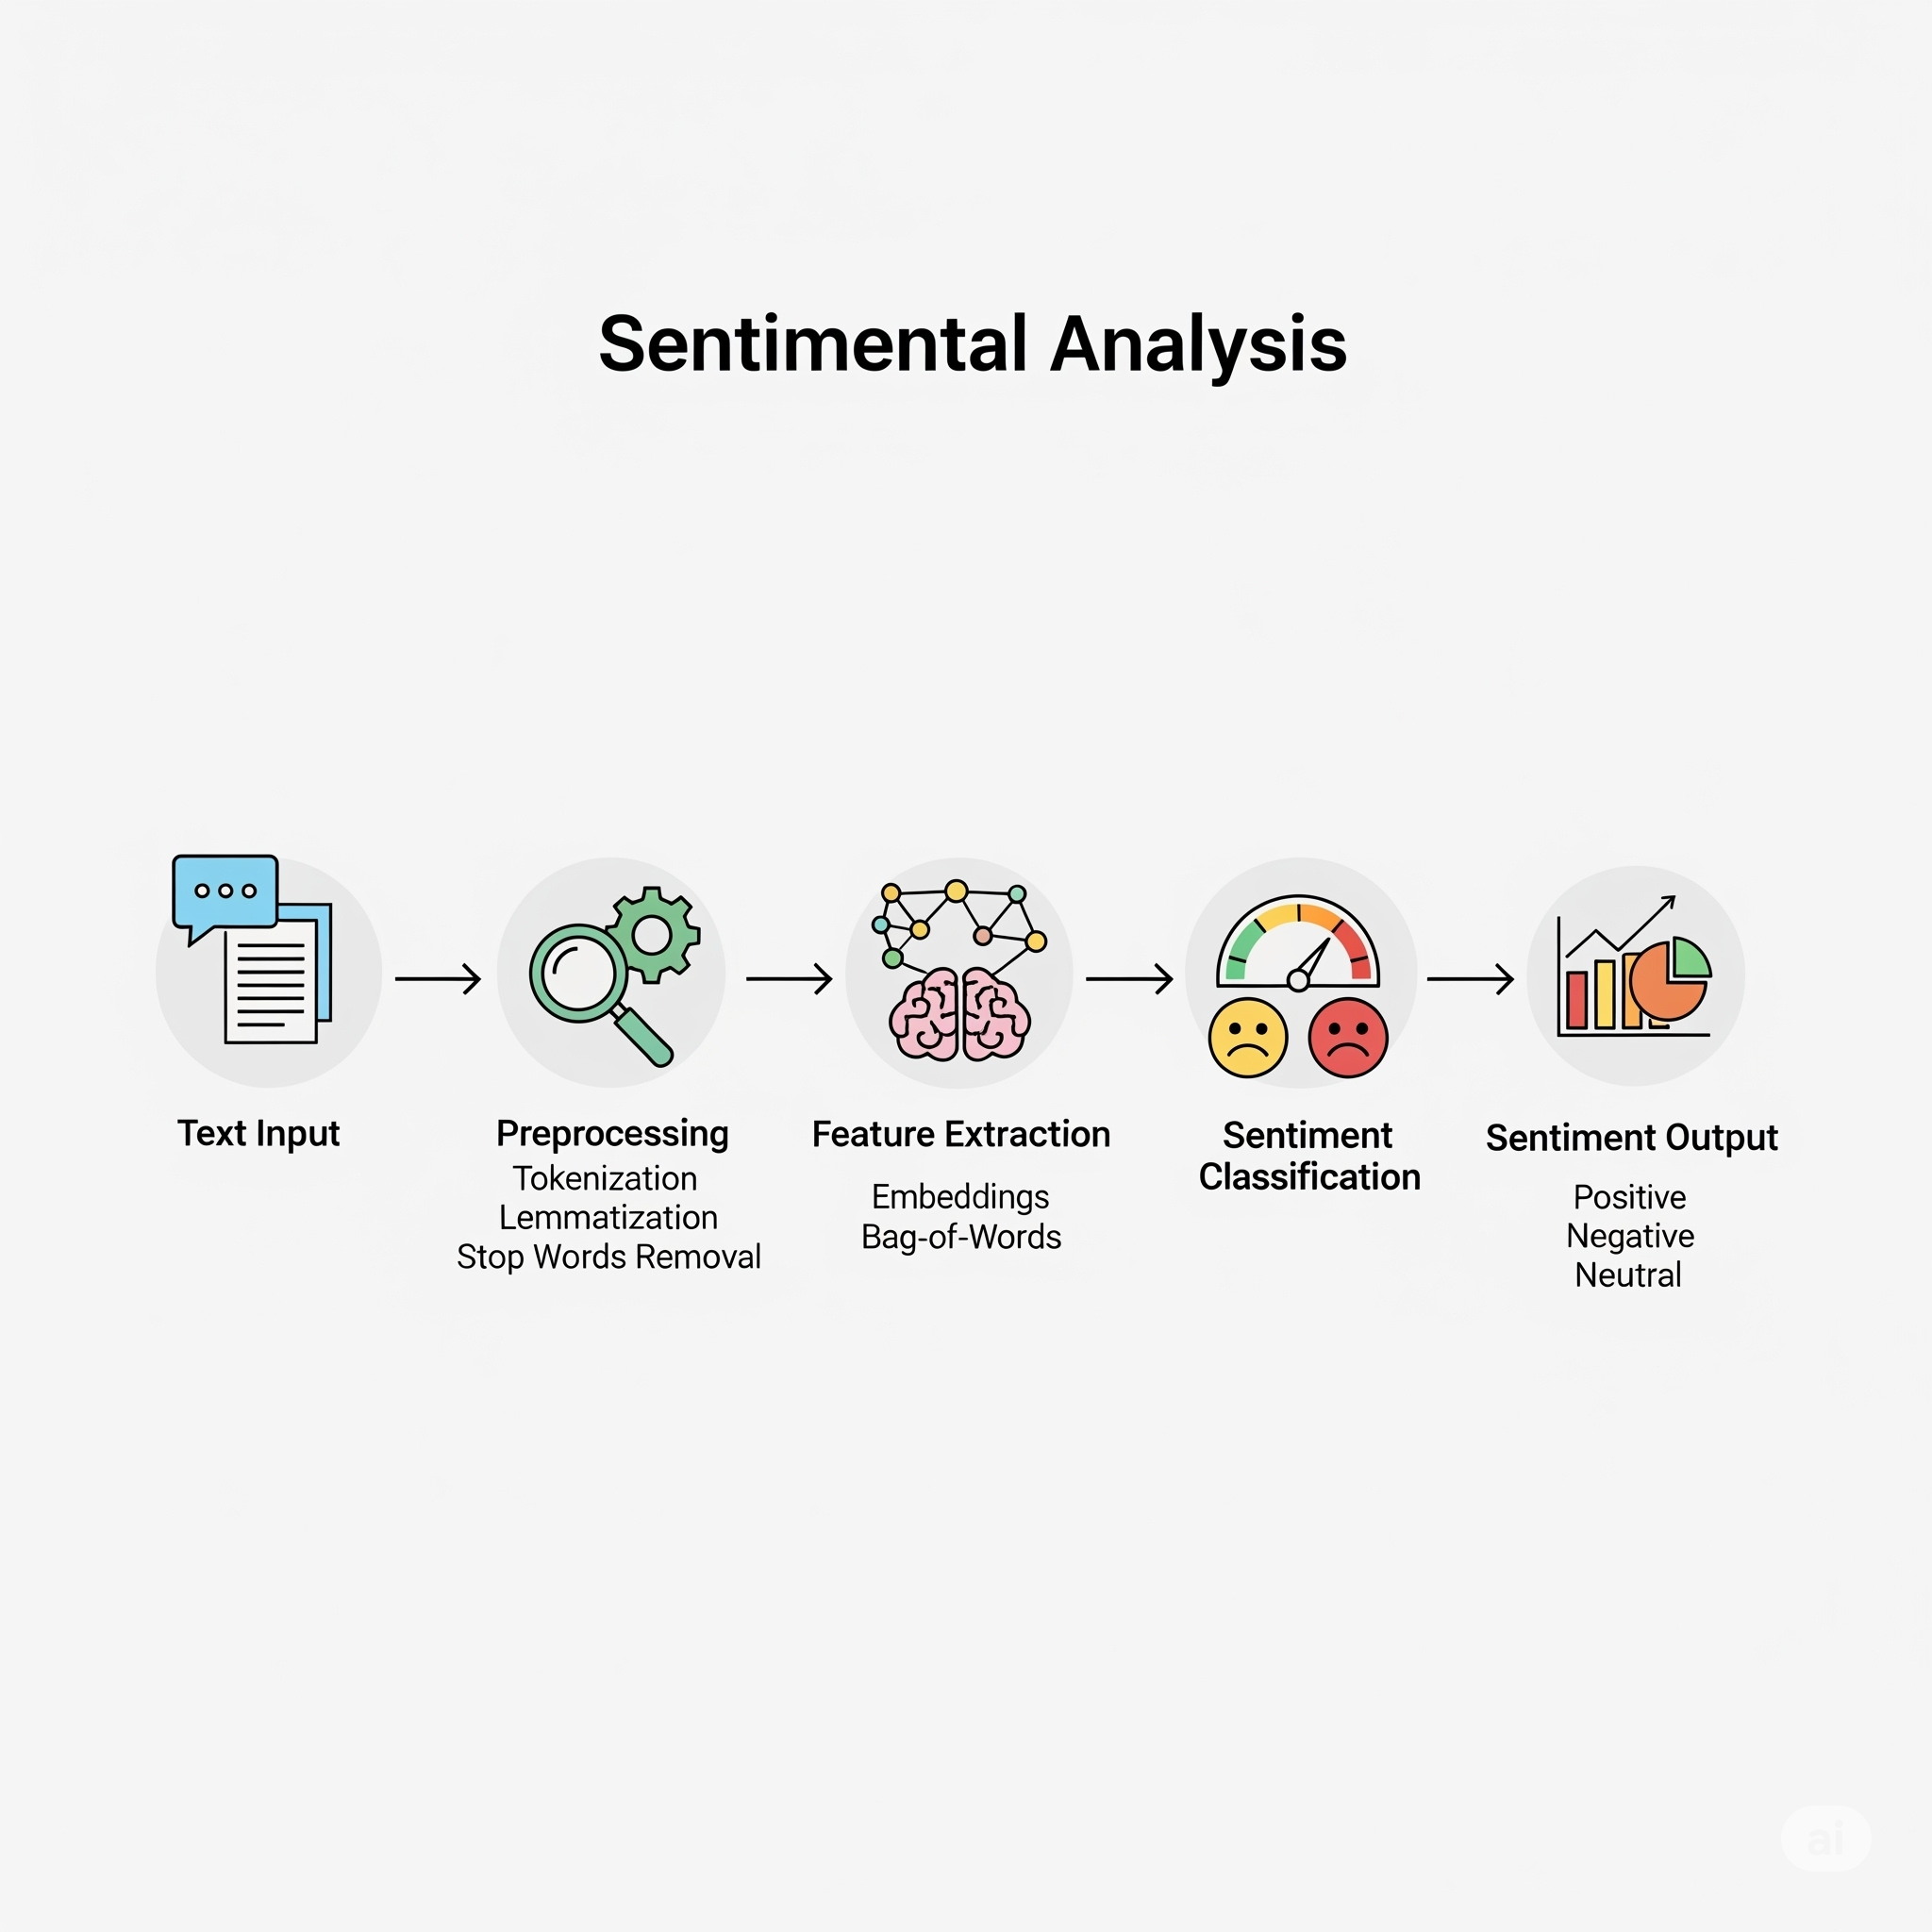 Sentimental Analysis
Text Input
Preprocessing
Tokenization
Lemmatization
Stop Words Removal
Feature Extraction
Embeddings
Bag-of-Words
Sentiment
Classification
Sentiment Output
Positive
Negative
Neutral
ai